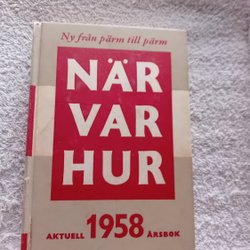 Ny från pärm till pärm
NÄR
VAR
HUR
AKTUELL 1958 ÅRSBOK